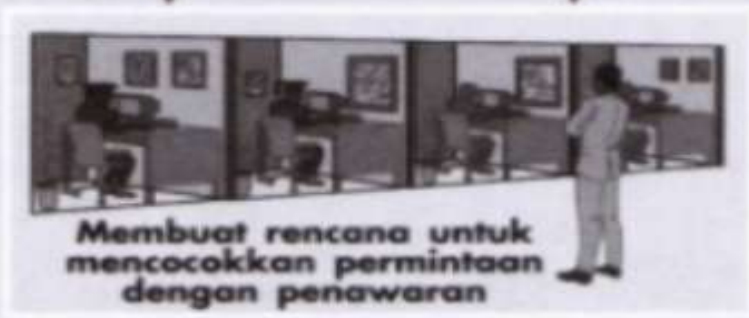 Membuat rencana untuk
mencocokkan permintaan
dengan penawaran